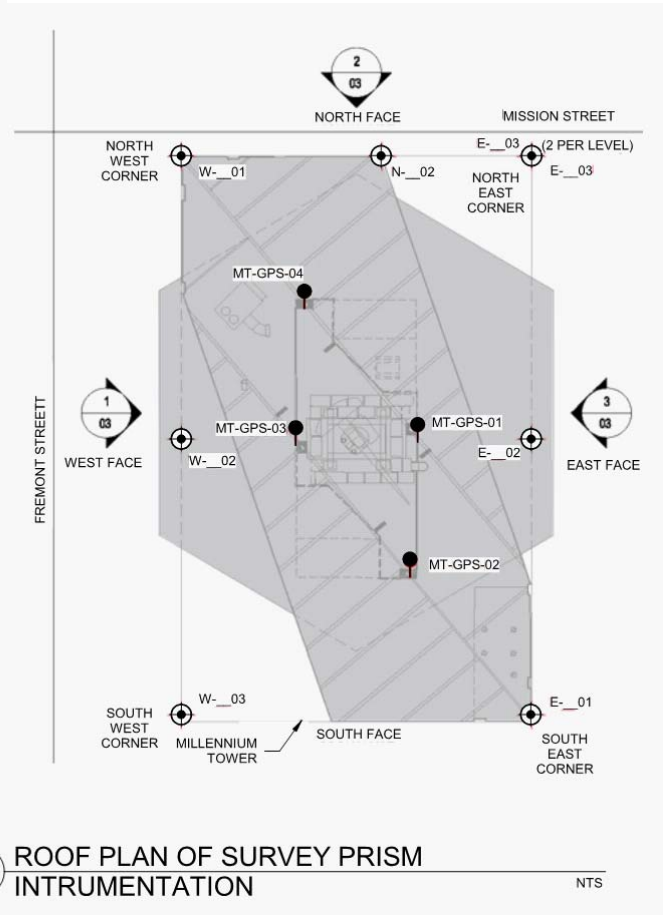 2
03
NORTH FACE
MISSION STREET
NORTH
WEST
CORNER
W-__01
N-__02
E-__03
(2 PER LEVEL)
E-__03
NORTH
EAST
CORNER
MT-GPS-04
1
03
WEST FACE
FREMONT STREETT
MT-GPS-03
W-__02
MT-GPS-01
E-__02
3
03
EAST FACE
MT-GPS-02
W-__03
SOUTH
WEST
CORNER
MILLENNIUM
TOWER
SOUTH FACE
E-__01
SOUTH
EAST
CORNER
ROOF PLAN OF SURVEY PRISM
INTRUMENTATION
NTS